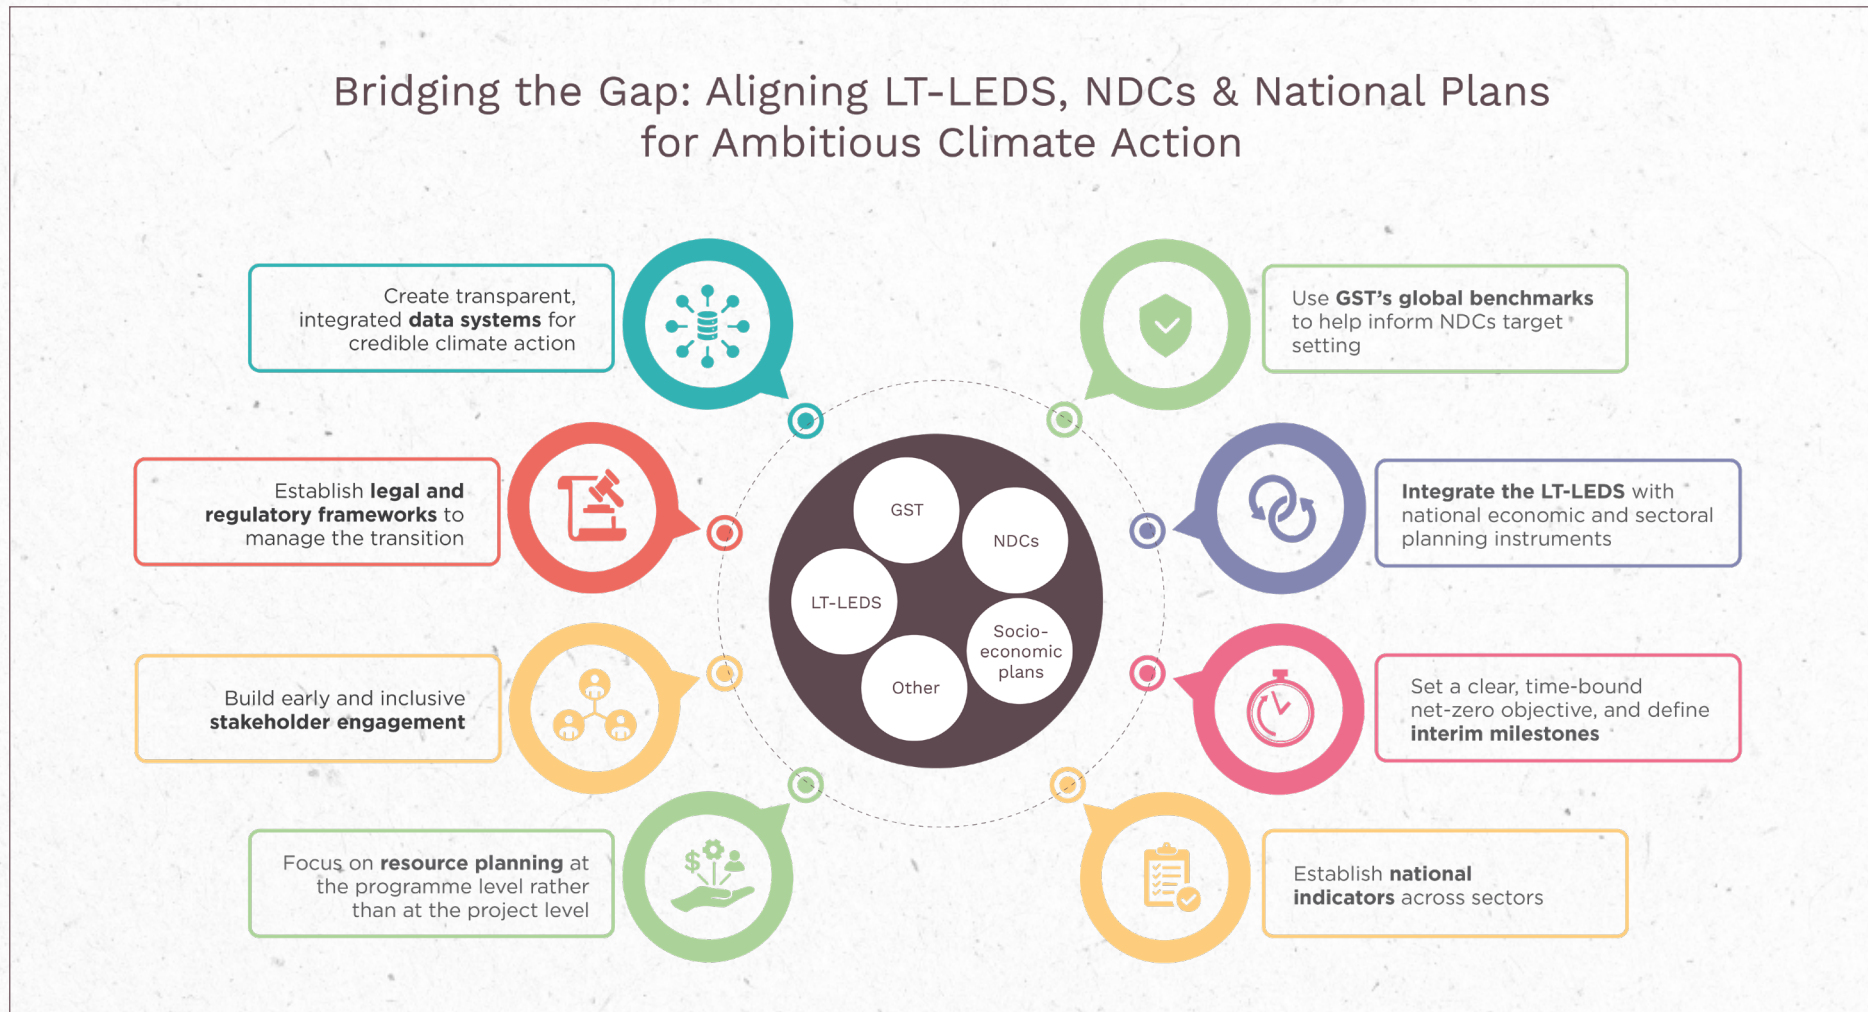 Bridging the Gap: Aligning LT-LEDS, NDCs & National Plans
for Ambitious Climate Action
Create transparent,
integrated data systems for
credible climate action
Establish legal and
regulatory frameworks to
manage the transition
Build early and inclusive
stakeholder engagement
Focus on resource planning at
the programme level rather
than at the project level
GST
NDCs
LT-LEDS
Socio-
economic
plans
Other
$
Use GST's global benchmarks
to help inform NDCs target
setting
Integrate the LT-LEDS with
national economic and sectoral
planning instruments
Set a clear, time-bound
net-zero objective, and define
interim milestones
Establish national
indicators across sectors